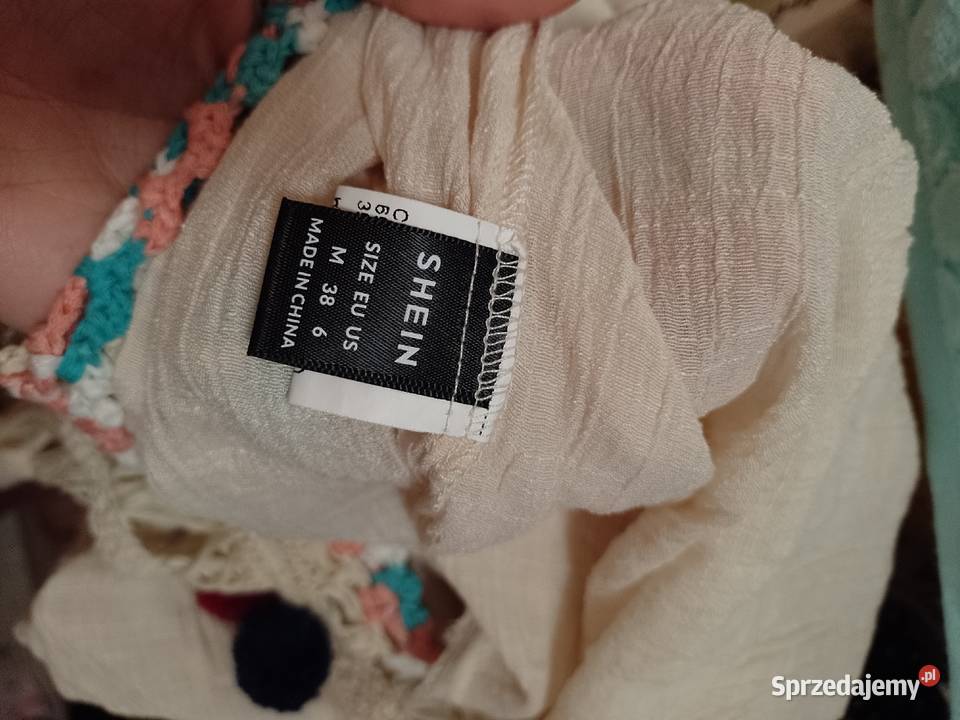 SHEIN
SIZE EU US
M 38 6
MADE IN CHINA
Sprzedajemy.pl